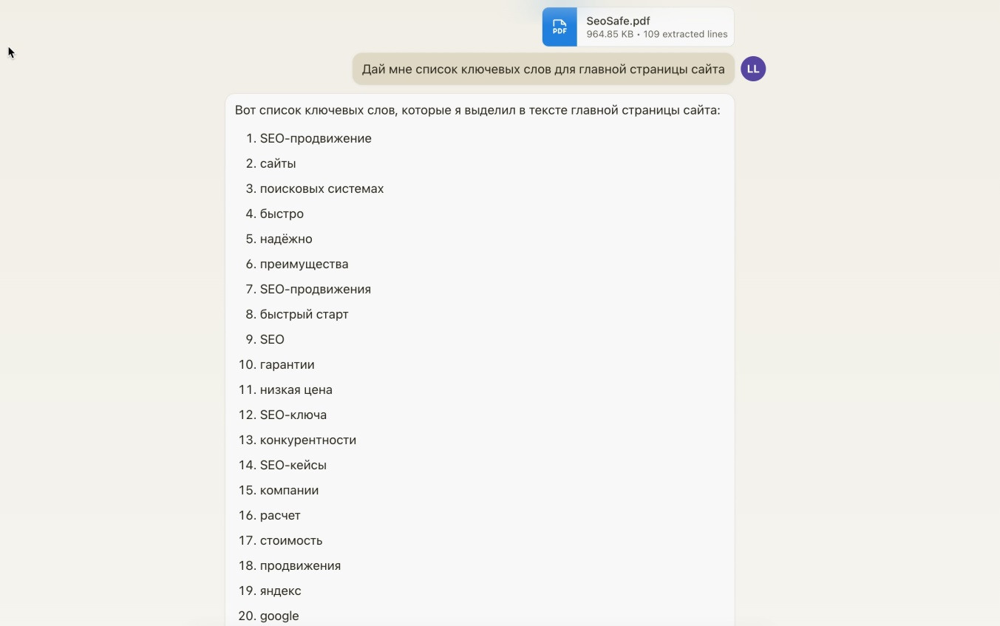 SeoSafe.pdf
PDF
964.85 KB • 109 extracted lines
Дай мне список ключевых слов для главной страницы сайта
LL
Вот список ключевых слов, которые я выделил в тексте главной страницы сайта:
1. SEO-продвижение
2. сайты
3. поисковых системах
4. быстро
5. надёжно
6. преимущества
7. SEO-продвижения
8. быстрый старт
9. SEO
10. гарантии
11. низкая цена
12. SEO-ключа
13. конкурентности
14. SEO-кейсы
15. компании
16. расчет
17. стоимость
18. продвижения
19. яндекс
20. google